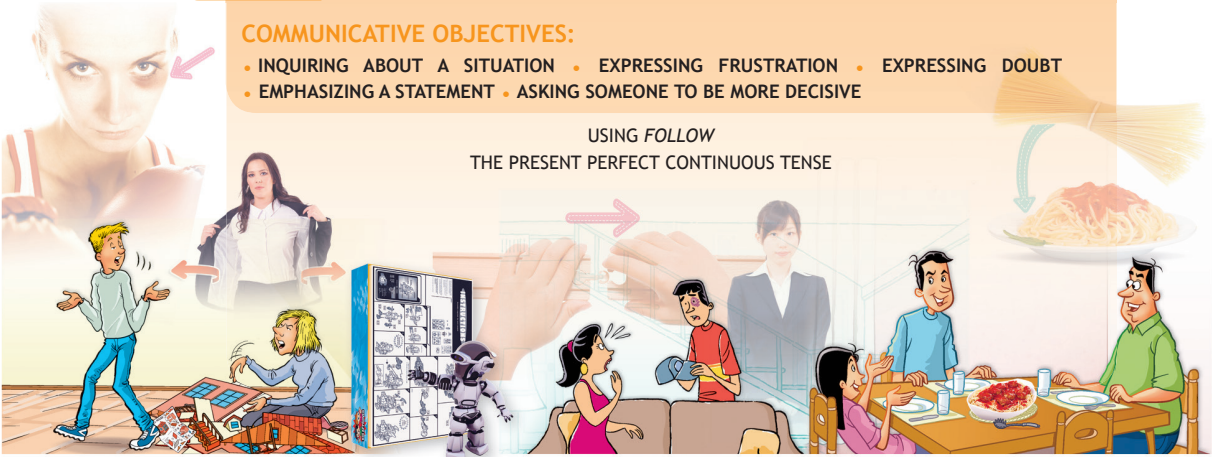 COMMUNICATIVE OBJECTIVES:
• INQUIRING ABOUT A SITUATION • EXPRESSING FRUSTRATION • EXPRESSING DOUBT
• EMPHASIZING A STATEMENT • ASKING SOMEONE TO BE MORE DECISIVE
USING FOLLOW
THE PRESENT PERFECT CONTINUOUS TENSE